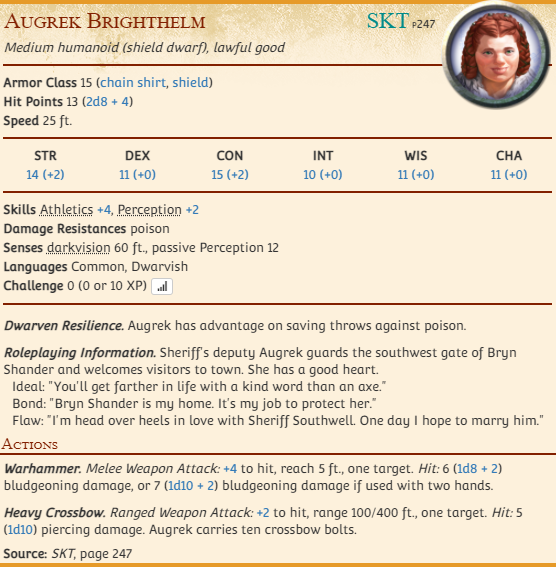 Augrek Brighthelm SKT p247
Medium humanoid (shield dwarf), lawful good
Armor Class 15 (chain shirt, shield)
Hit Points 13 (2d8 + 4)
Speed 25 ft.
STR DEX CON INT WIS CHA
14 (+2) 11 (+0) 15 (+2) 10 (+0) 11 (+0) 11 (+0)
Skills Athletics +4, Perception +2
Damage Resistances poison
Senses darkvision 60 ft., passive Perception 12
Languages Common, Dwarvish
Challenge 0 (0 or 10 XP)
Dwarven Resilience. Augrek has advantage on saving throws against poison.
Roleplaying Information. Sheriff's deputy Augrek guards the southwest gate of Bryn
Shander and welcomes visitors to town. She has a good heart.
Ideal: "You'll get farther in life with a kind word than an axe."
Bond: "Bryn Shander is my home. It's my job to protect her."
Flaw: "I'm head over heels in love with Sheriff Southwell. One day I hope to marry him."
Actions
Warhammer. Melee Weapon Attack: +4 to hit, reach 5 ft., one target. Hit: 6 (1d8 + 2)
bludgeoning damage, or 7 (1d10 + 2) bludgeoning damage if used with two hands.
Heavy Crossbow. Ranged Weapon Attack: +2 to hit, range 100/400 ft., one target. Hit: 5
(1d10) piercing damage. Augrek carries ten crossbow bolts.
Source: SKT, page 247